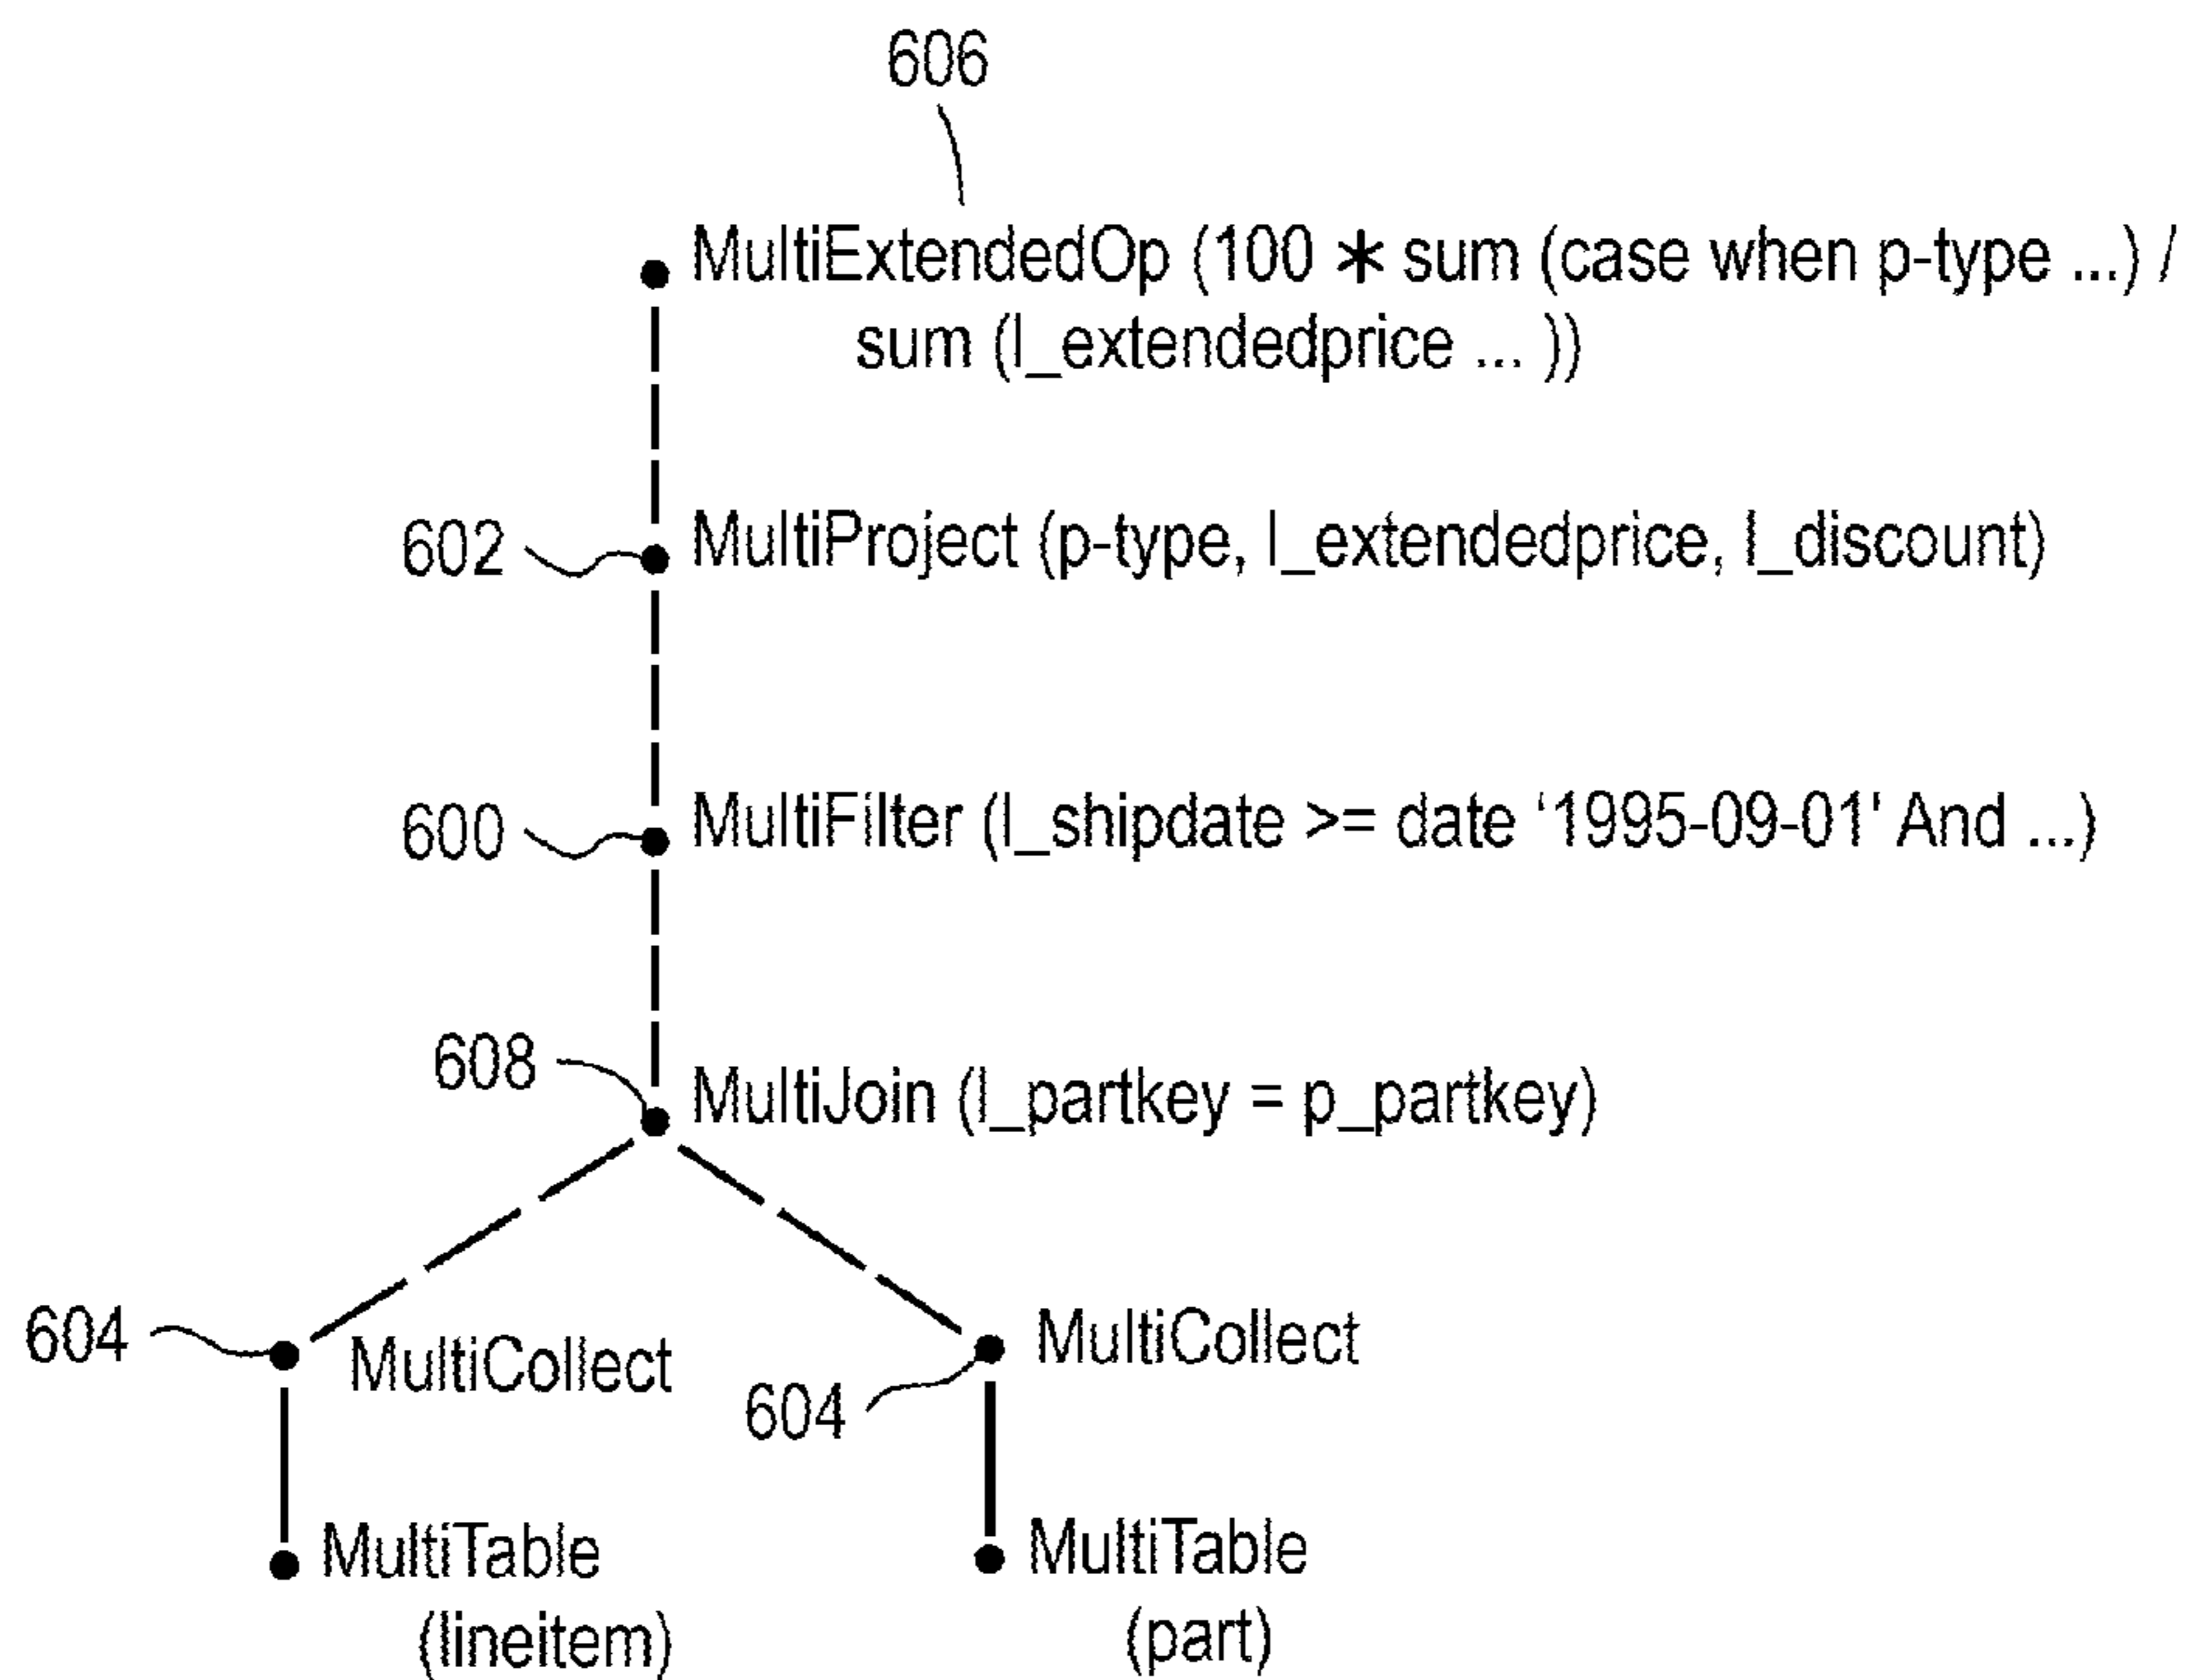 606
MultiExtendedOp (100 * sum (case when p-type ...) /
sum (l_extendedprice ... ))
602
MultiProject (p-type, l_extendedprice, l_discount)
600
MultiFilter (l_shipdate >= date ‘1995-09-01' And ...)
608
MultiJoin (l_partkey = p_partkey)
604
MultiCollect
MultiCollect
604
MultiTable
(lineitem)
MultiTable
(part)